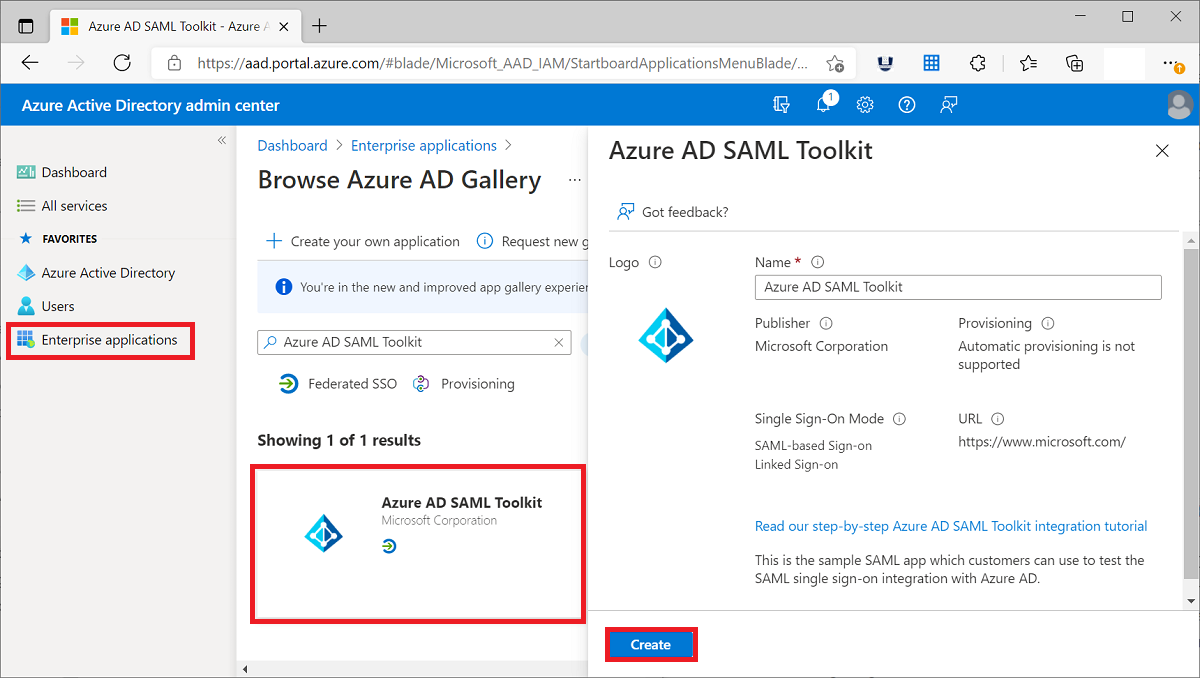 Azure AD SAML Toolkit - Azure A
https://aad.portal.azure.com/#blade/Microsoft_AAD_IAM/StartboardApplicationsMenuBlade/...
Azure Active Directory admin center
1
Dashboard
All services
FAVORITES
Azure Active Directory
Users
Enterprise applications
Dashboard > Enterprise applications >
Browse Azure AD Gallery ...
Create your own application Request new g
You're in the new and improved app gallery experien
Azure AD SAML Toolkit
Federated SSO Provisioning
Showing 1 of 1 results
Azure AD SAML Toolkit
Microsoft Corporation
Azure AD SAML Toolkit
Got feedback?
Logo
Name *
Azure AD SAML Toolkit
Publisher
Microsoft Corporation
Provisioning
Automatic provisioning is not
supported
Single Sign-On Mode
SAML-based Sign-on
Linked Sign-on
URL
https://www.microsoft.com/
Read our step-by-step Azure AD SAML Toolkit integration tutorial
This is the sample SAML app which customers can use to test the
SAML single sign-on integration with Azure AD.
Create